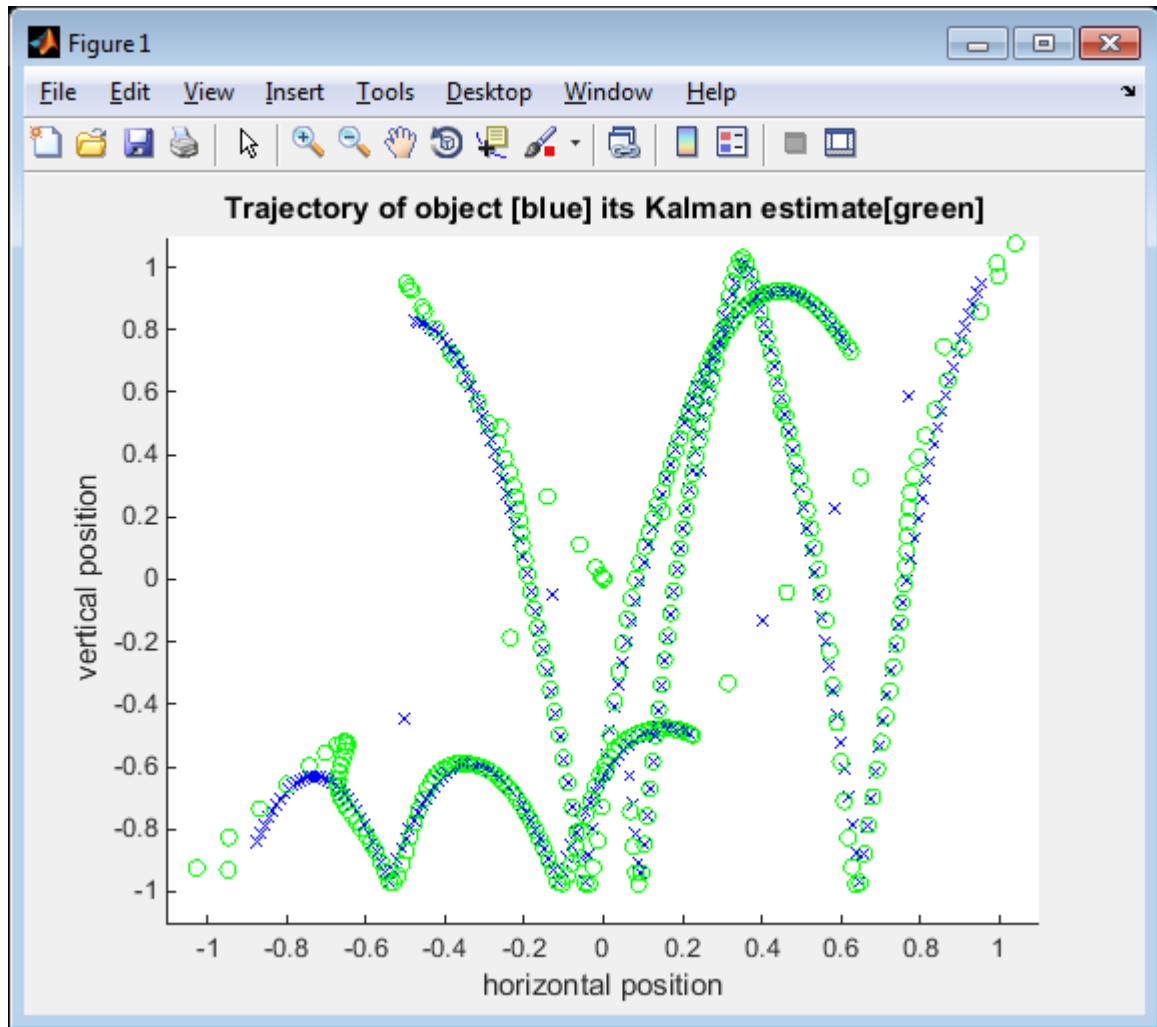 Figure 1
File Edit View Insert Tools Desktop Window Help
Trajectory of object [blue] its Kalman estimate[green]
1
0.8
0.6
0.4
0.2
0
-0.2
-0.4
-0.6
-0.8
-1
vertical position
-1 -0.8 -0.6 -0.4 -0.2 0 0.2 0.4 0.6 0.8 1
horizontal position